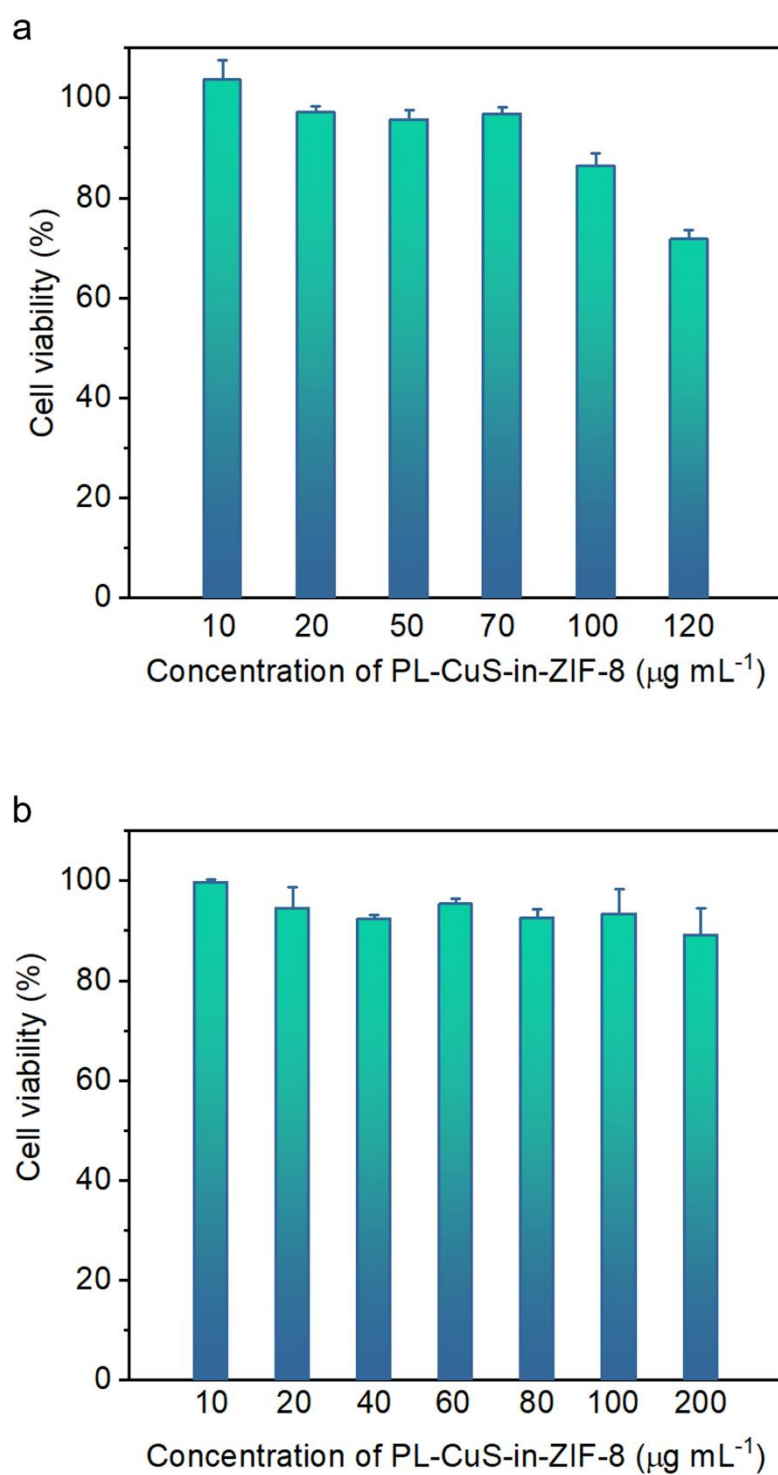 a
Cell viability (%)
100
80
60
40
20
0
10 20 50 70 100 120
Concentration of PL-CuS-in-ZIF-8 (μg mL⁻¹)
b
Cell viability (%)
100
80
60
40
20
0
10 20 40 60 80 100 200
Concentration of PL-CuS-in-ZIF-8 (μg mL⁻¹)